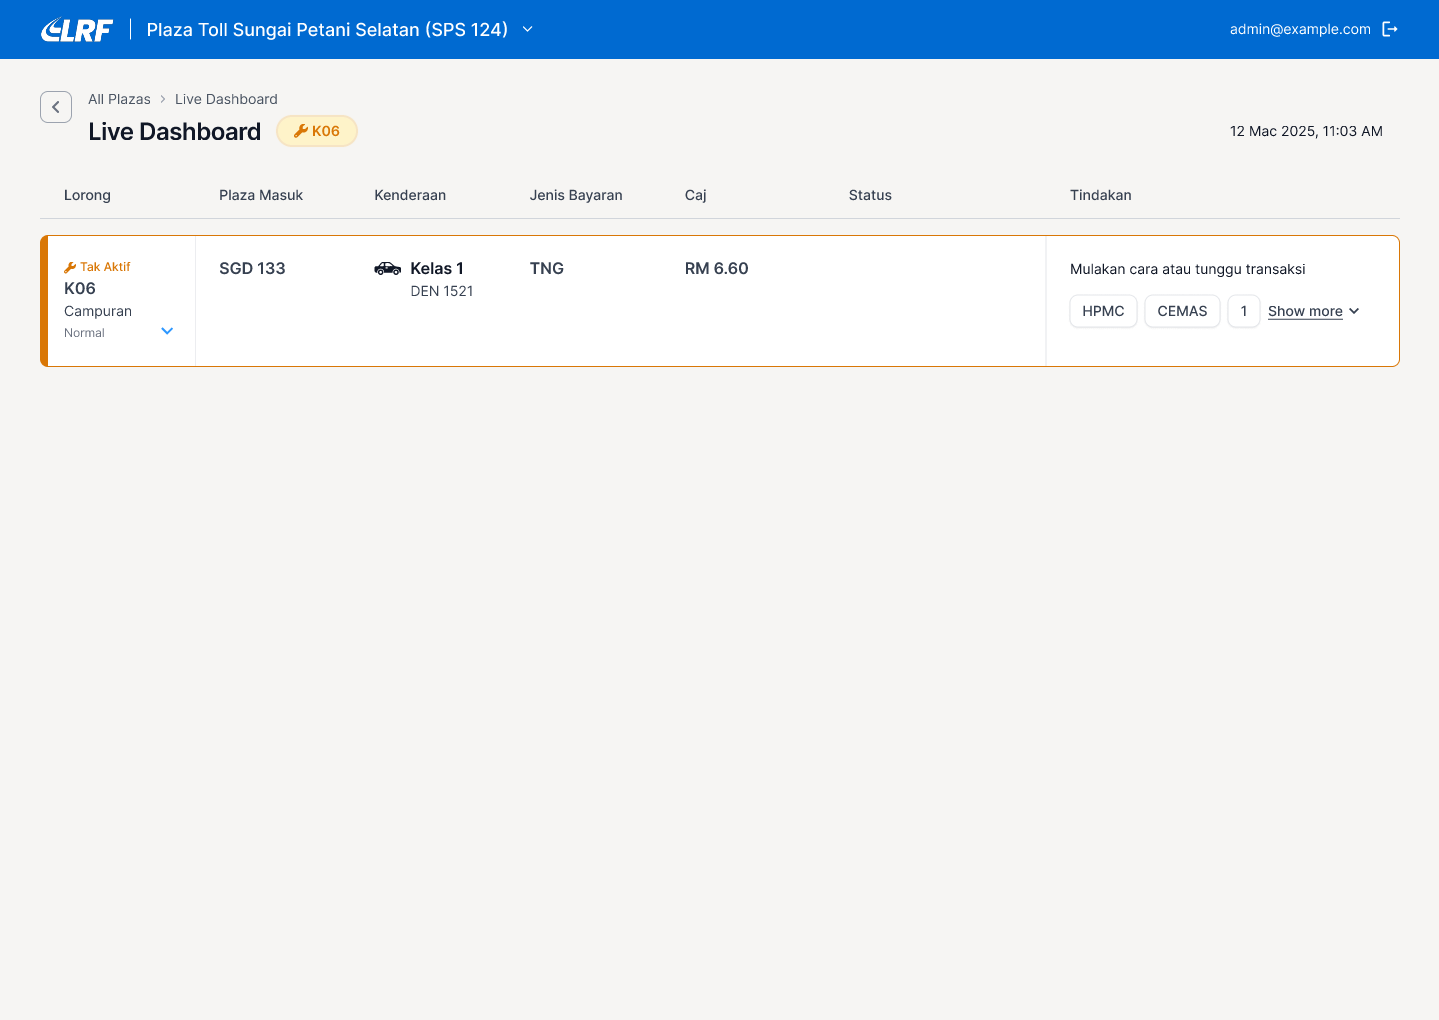 CLRF
Plaza Toll Sungai Petani Selatan (SPS 124)
admin@example.com
All Plazas > Live Dashboard
Live Dashboard
K06
12 Mac 2025, 11:03 AM
Lorong Plaza Masuk Kenderaan Jenis Bayaran Caj Status Tindakan
Tak Aktif
K06
Campuran
Normal
SGD 133
Kelas 1
DEN 1521
TNG
RM 6.60
Mulakan cara atau tunggu transaksi
HPMC CEMAS 1 Show more